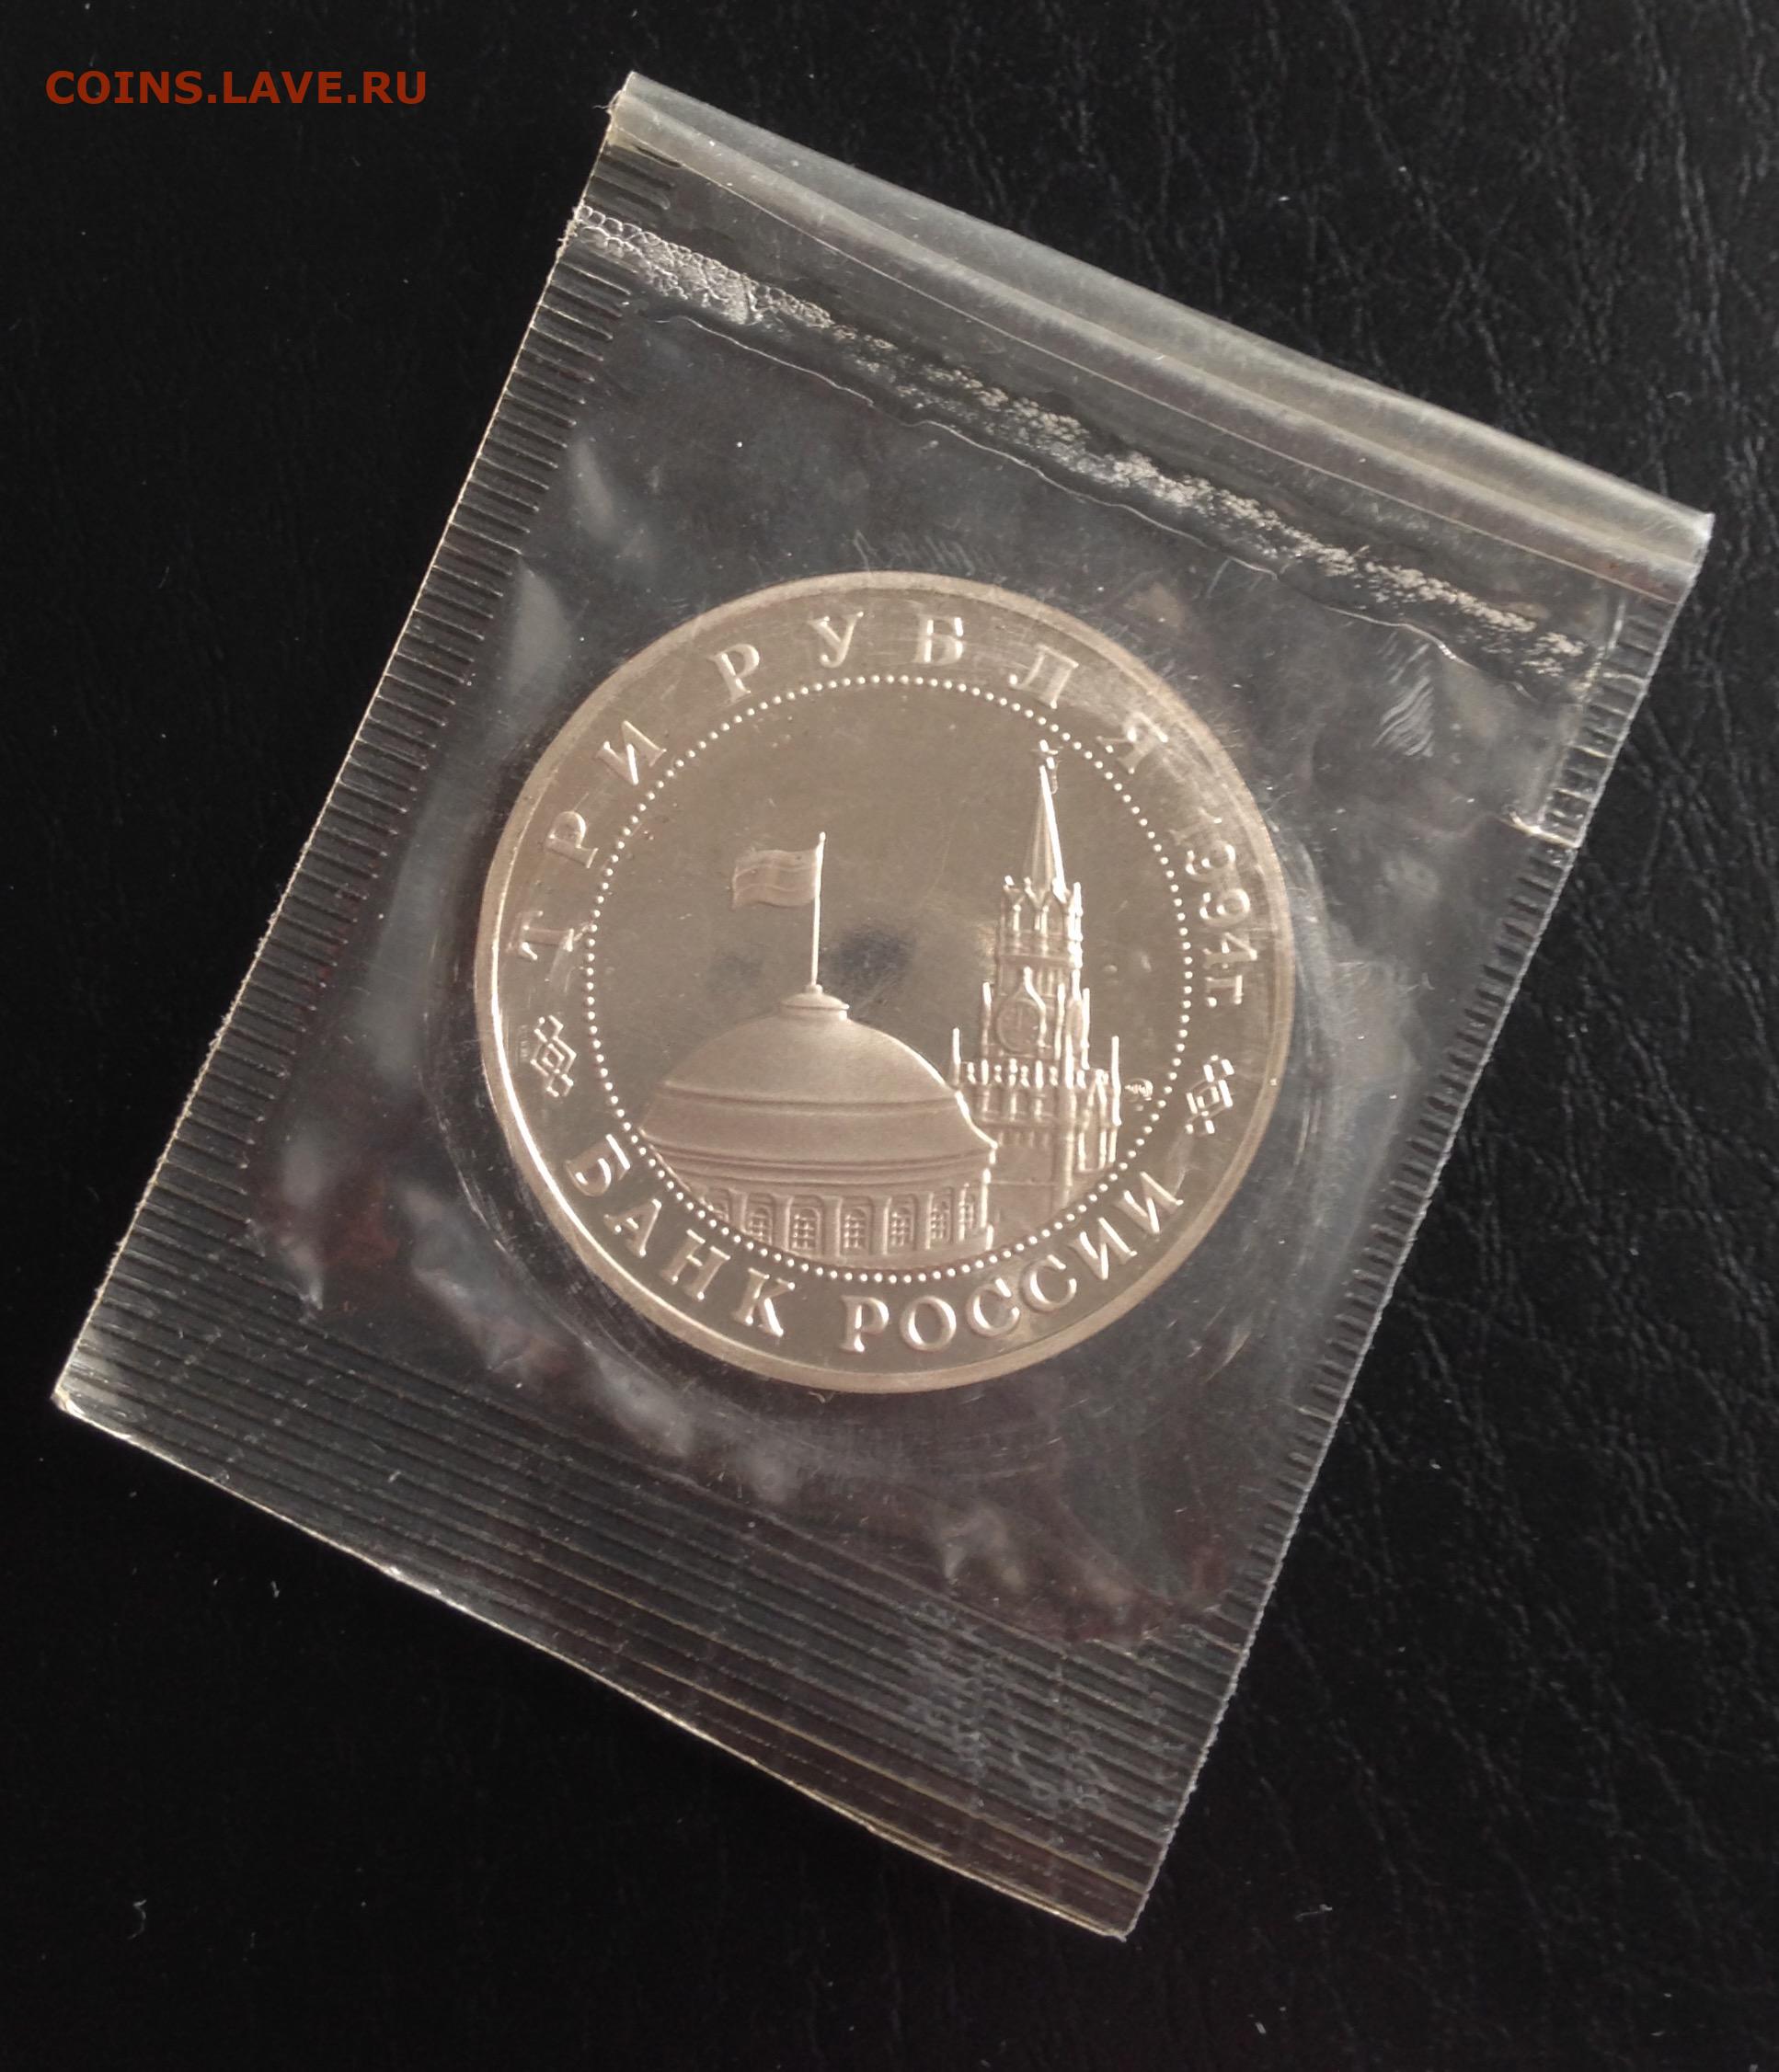 COINS.LAVE.RU
ТРИ РУБЛЯ 1994г.
БАНК РОССИИ